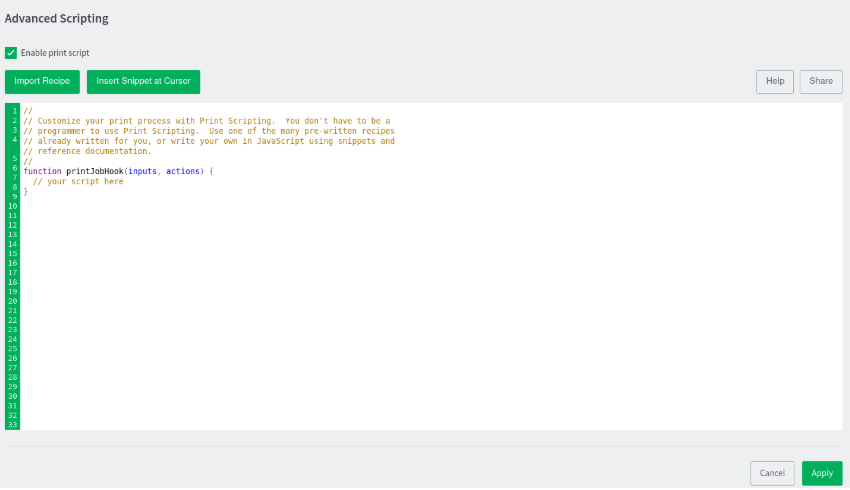 Advanced Scripting
Enable print script
Import Recipe
Insert Snippet at Cursor
Help
Share
1 //
2 // Customize your print process with Print Scripting.  You don't have to be a
3 // programmer to use Print Scripting.  Use one of the many pre-written recipes
4 // already written for you, or write your own in JavaScript using snippets and
// reference documentation.
5 //
6 function printJobHook(inputs, actions) {
7   // your script here
8 }
9
10
11
12
13
14
15
16
17
18
19
20
21
22
23
24
25
26
27
28
29
30
31
32
33
Cancel
Apply